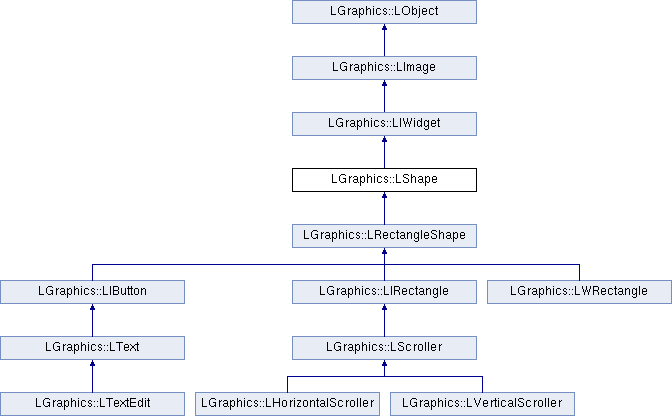 LGraphics::LObject
LGraphics::LImage
LGraphics::LIWidget
LGraphics::LShape
LGraphics::LRectangleShape
LGraphics::LIButton
LGraphics::LIRectangle
LGraphics::LWRectangle
LGraphics::LText
LGraphics::LScroller
LGraphics::LTextEdit
LGraphics::LHorizontalScroller
LGraphics::LVerticalScroller